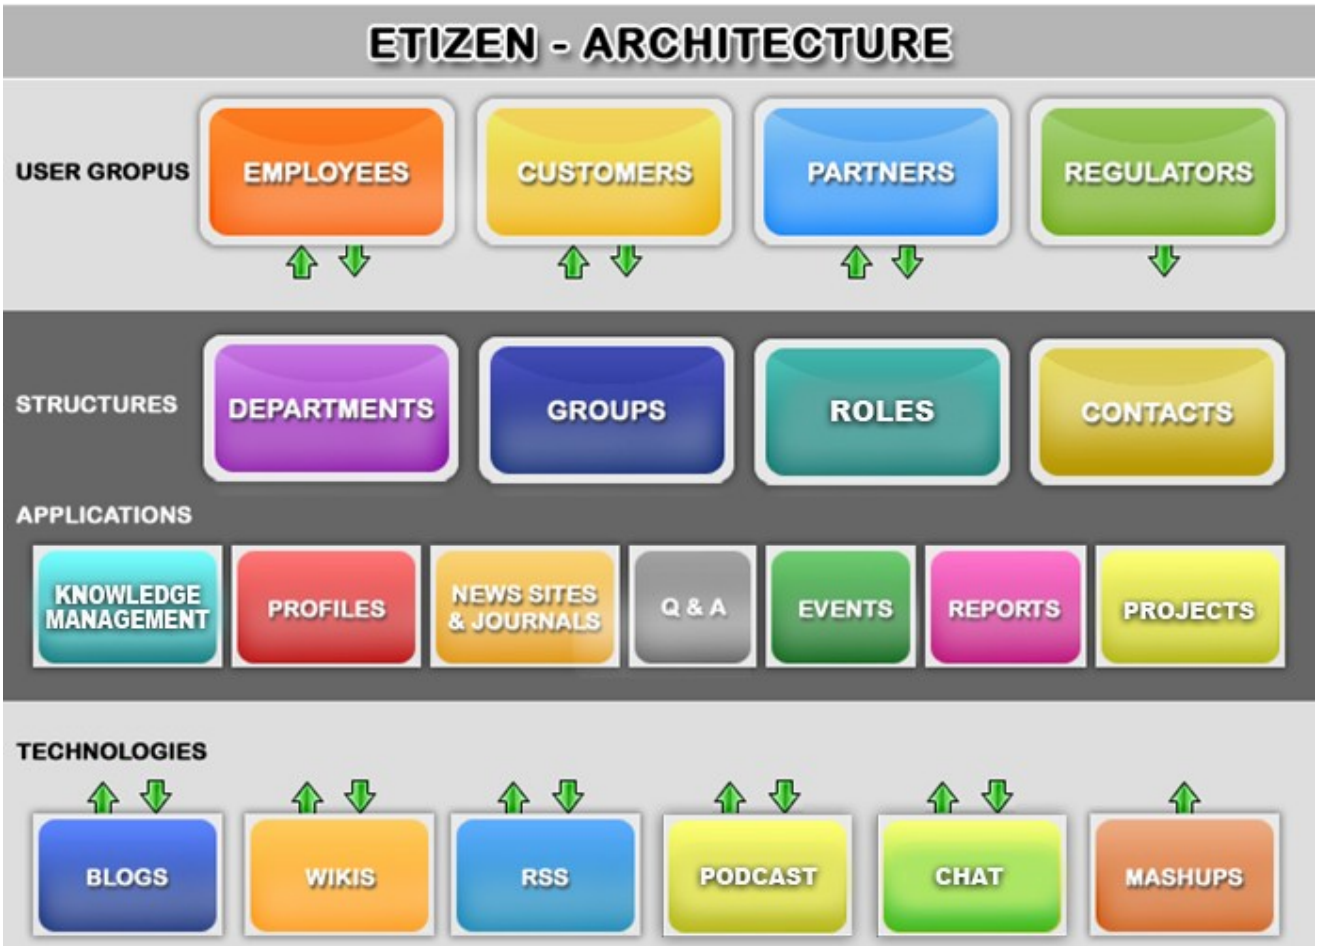 ETIZEN - ARCHITECTURE
USER GROPUS
EMPLOYEES
CUSTOMERS
PARTNERS
REGULATORS
STRUCTURES
DEPARTMENTS
GROUPS
ROLES
CONTACTS
APPLICATIONS
KNOWLEDGE
MANAGEMENT
PROFILES
NEWS SITES
& JOURNALS
Q & A
EVENTS
REPORTS
PROJECTS
TECHNOLOGIES
BLOGS
WIKIS
RSS
PODCAST
CHAT
MASHUPS